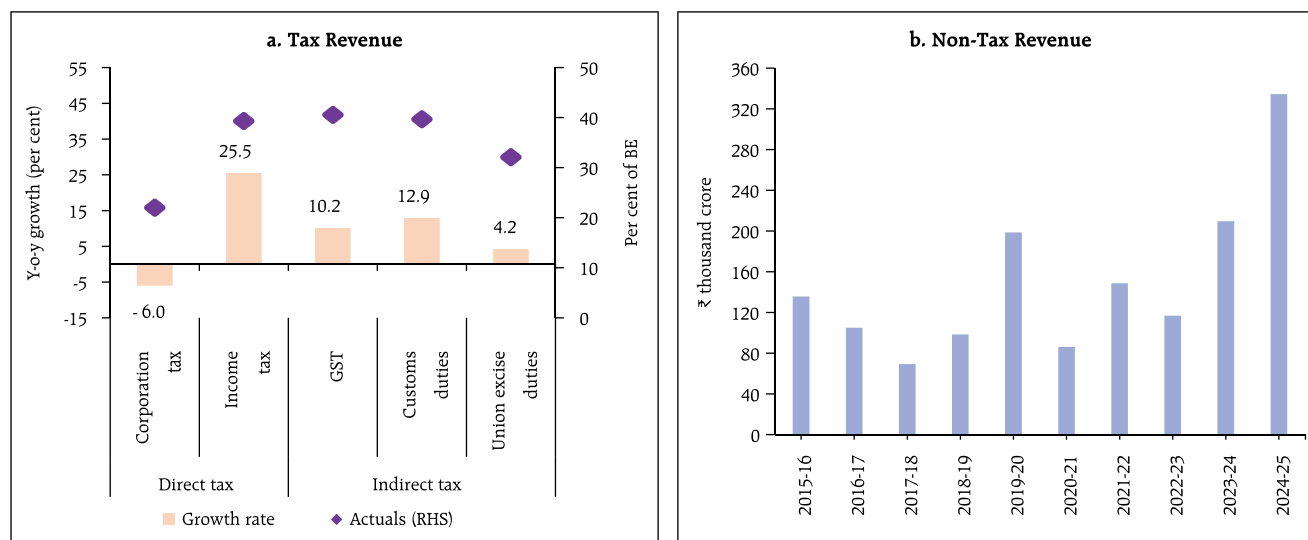 a. Tax Revenue
55
45
35
25
15
5
-5
-15
Y-o-y growth (per cent)
50
40
30
20
10
0
Per cent of BE
- 6.0
25.5
10.2
12.9
4.2
Corporation
tax
Income
tax
GST
Customs
duties
Union excise
duties
Direct tax
Indirect tax
Growth rate
Actuals (RHS)
b. Non-Tax Revenue
360
320
280
240
200
160
120
80
40
0
₹ thousand crore
2015-16
2016-17
2017-18
2018-19
2019-20
2020-21
2021-22
2022-23
2023-24
2024-25